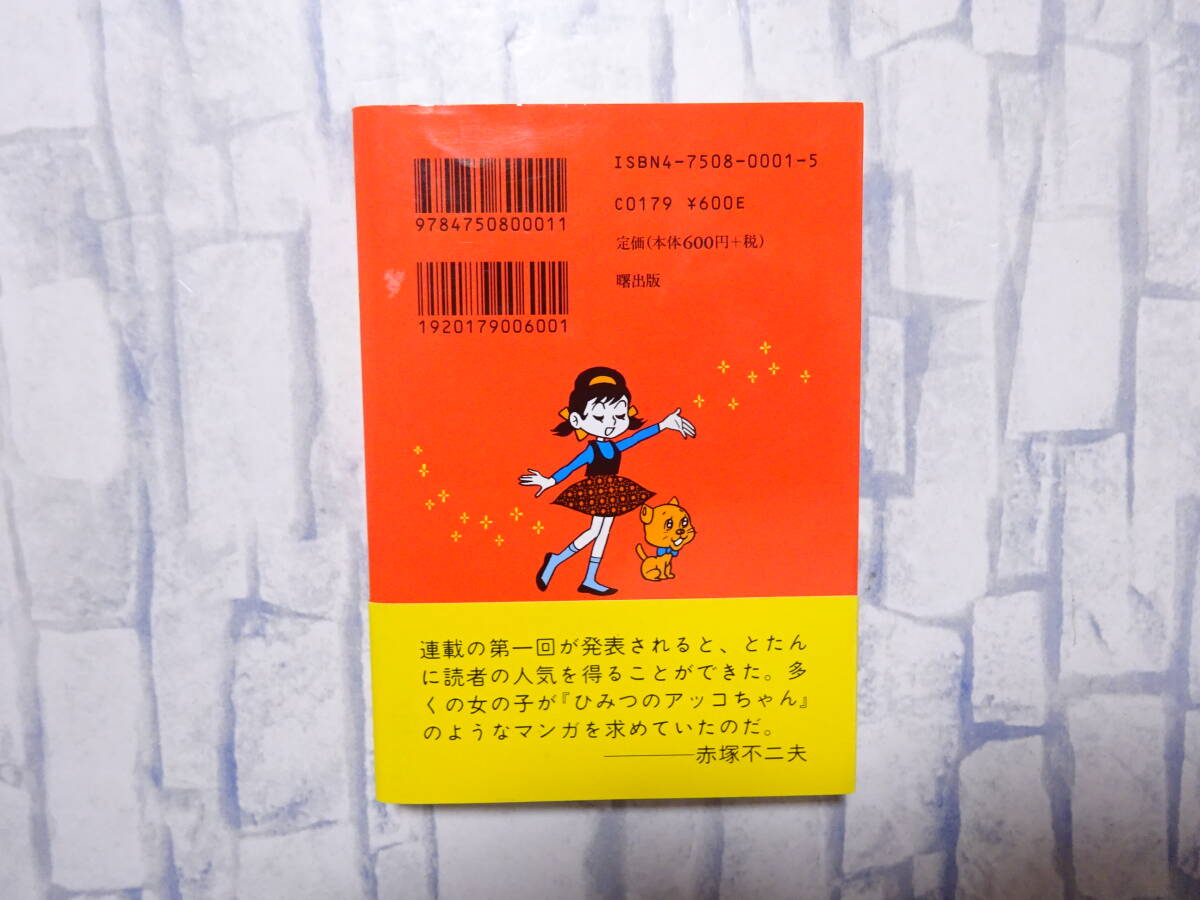 ISBN4-7508-0001-5
9784750800011
C0179 ¥600E
定価(本体600円+税)
曙出版
1920179006001
連載の第一回が発表されると、とたん
に読者の人気を得ることができた。多
くの女の子が『ひみつのアッコちゃん』
のようなマンガを求めていたのだ。
————赤塚不二夫